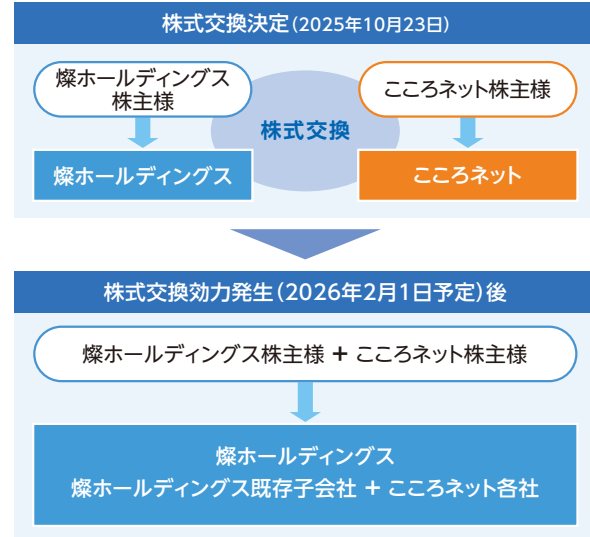 株式交換決定（2025年10月23日）
燦ホールディングス
株主様
こころネット株主様
株式交換
燦ホールディングス
こころネット
株式交換効力発生（2026年2月1日予定）後
燦ホールディングス株主様 + こころネット株主様
燦ホールディングス
燦ホールディングス既存子会社 + こころネット各社